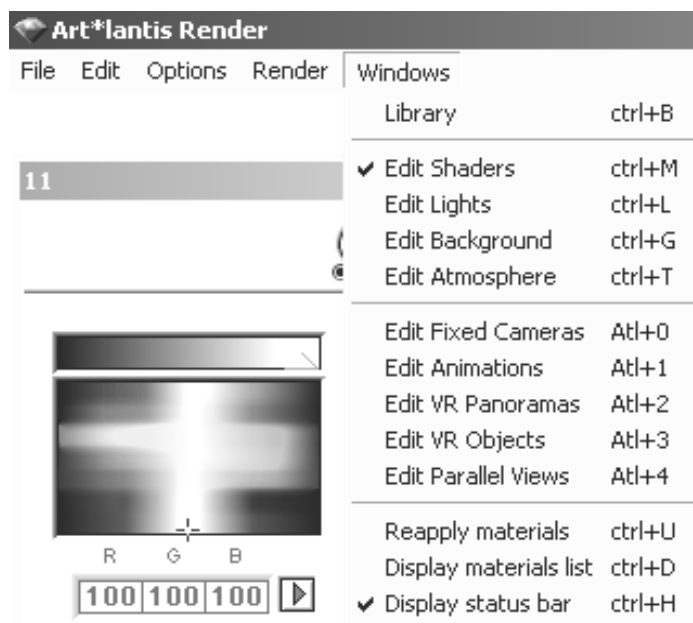 Art*lantis Render
File Edit Options Render Windows
Library ctrl+B
11
Edit Shaders ctrl+M
Edit Lights ctrl+L
Edit Background ctrl+G
Edit Atmosphere ctrl+T
Edit Fixed Cameras Atl+0
Edit Animations Atl+1
Edit VR Panoramas Atl+2
Edit VR Objects Atl+3
Edit Parallel Views Atl+4
Reapply materials ctrl+U
Display materials list ctrl+D
Display status bar ctrl+H
R G B
100 100 100